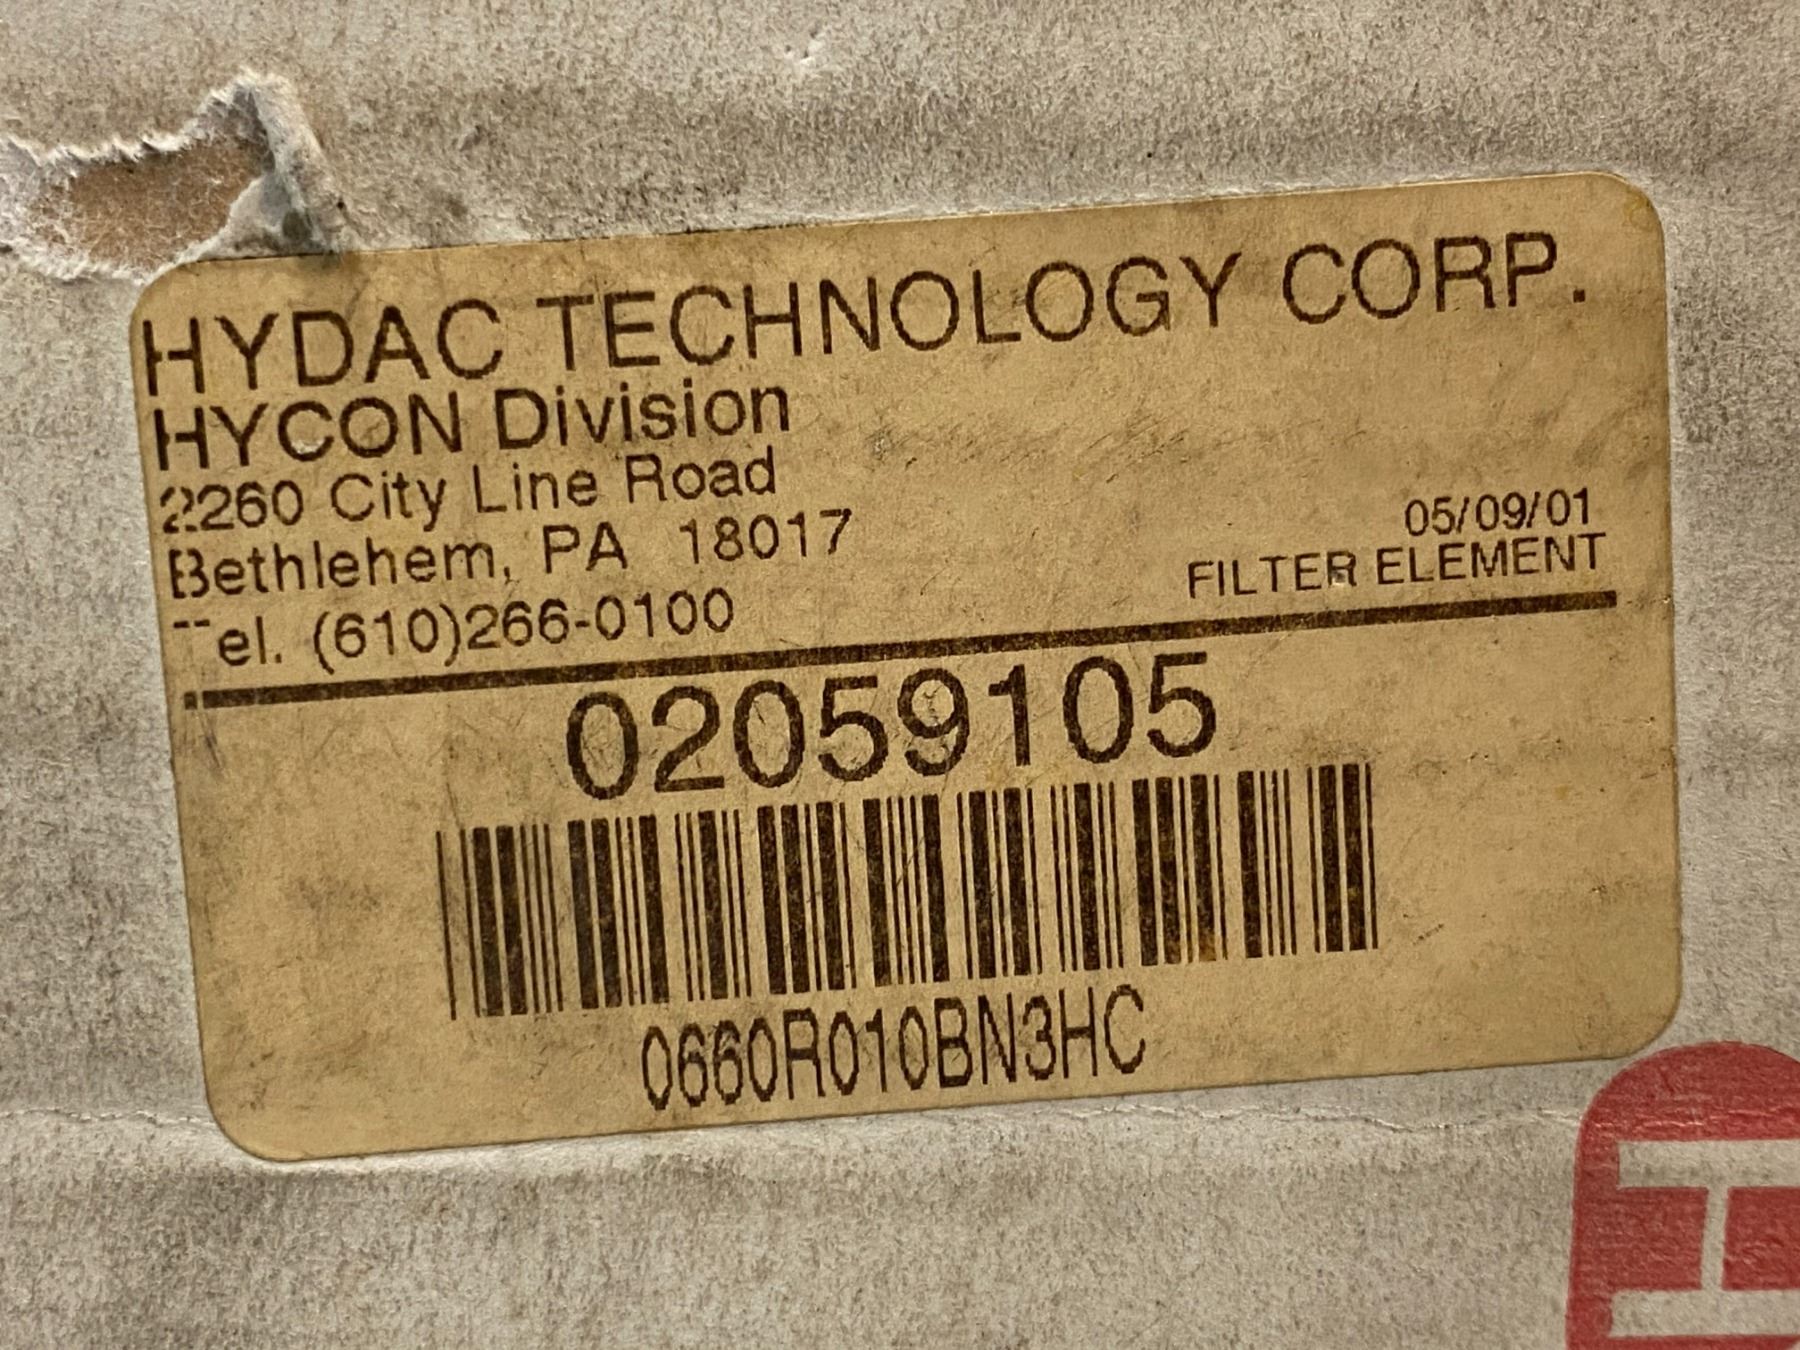 HYDAC TECHNOLOGY CORP.
HYCON Division
2260 City Line Road
Bethlehem, PA 18017
Tel. (610)266-0100
05/09/01
FILTER ELEMENT
02059105
0660R010BN3HC
H